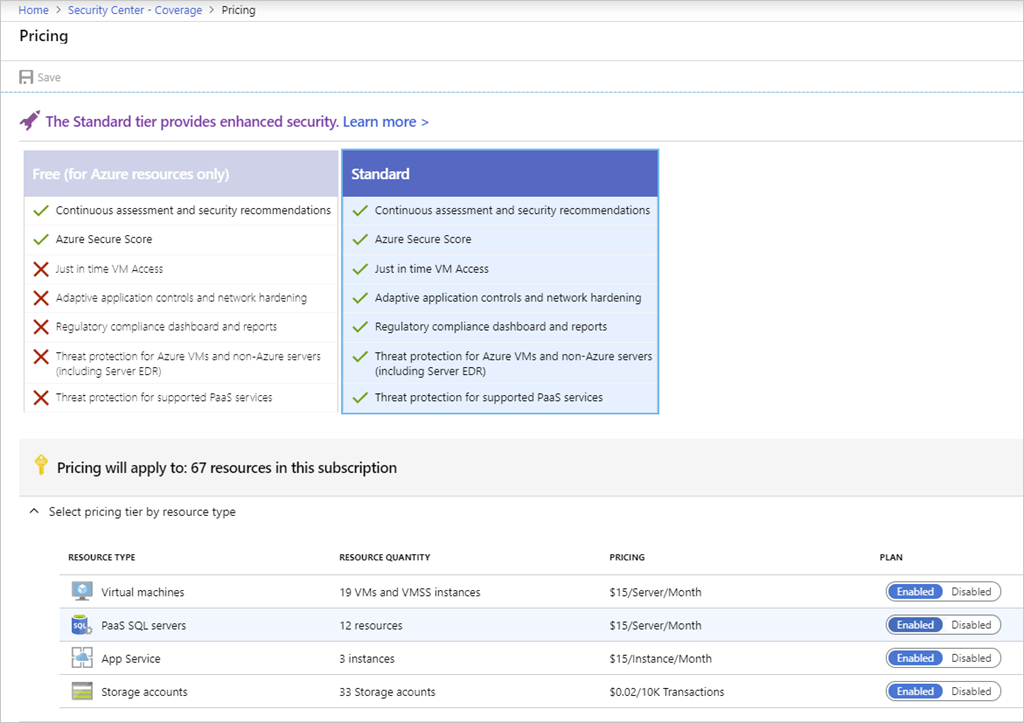 Home > Security Center - Coverage > Pricing
Pricing
Save
The Standard tier provides enhanced security. Learn more >
Free (for Azure resources only)
Continuous assessment and security recommendations
Azure Secure Score
Just in time VM Access
Adaptive application controls and network hardening
Regulatory compliance dashboard and reports
Threat protection for Azure VMs and non-Azure servers
(including Server EDR)
Threat protection for supported PaaS services
Standard
Continuous assessment and security recommendations
Azure Secure Score
Just in time VM Access
Adaptive application controls and network hardening
Regulatory compliance dashboard and reports
Threat protection for Azure VMs and non-Azure servers
(including Server EDR)
Threat protection for supported PaaS services
Pricing will apply to: 67 resources in this subscription
Select pricing tier by resource type
RESOURCE TYPE RESOURCE QUANTITY PRICING PLAN
Virtual machines 19 VMs and VMSS instances $15/Server/Month Enabled Disabled
SQL PaaS SQL servers 12 resources $15/Server/Month Enabled Disabled
App Service 3 instances $15/Instance/Month Enabled Disabled
Storage accounts 33 Storage acounts $0.02/10K Transactions Enabled Disabled